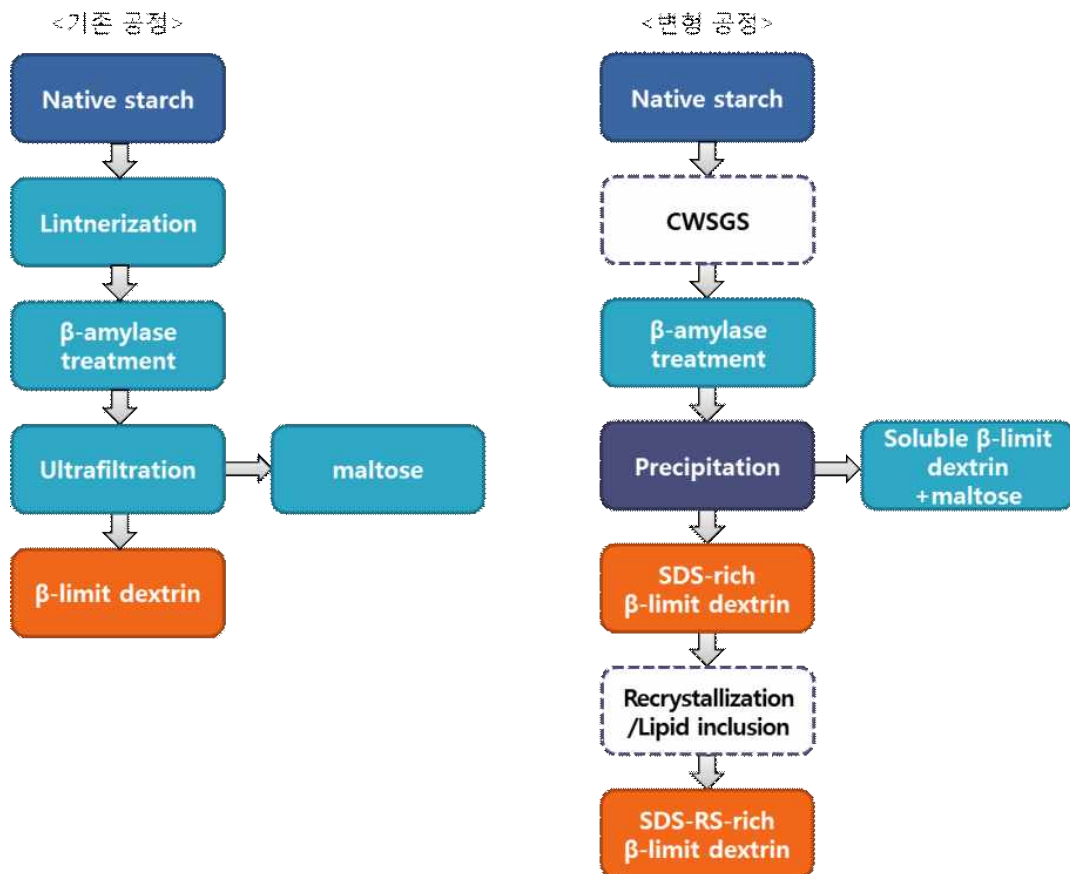 <기존 공정>
Native starch
Lintnerization
β-amylase
treatment
Ultrafiltration
maltose
β-limit dextrin
<변형 공정>
Native starch
CWSGS
β-amylase
treatment
Precipitation
Soluble β-limit
dextrin
+maltose
SDS-rich
β-limit dextrin
Recrystallization
/Lipid inclusion
SDS-RS-rich
β-limit dextrin